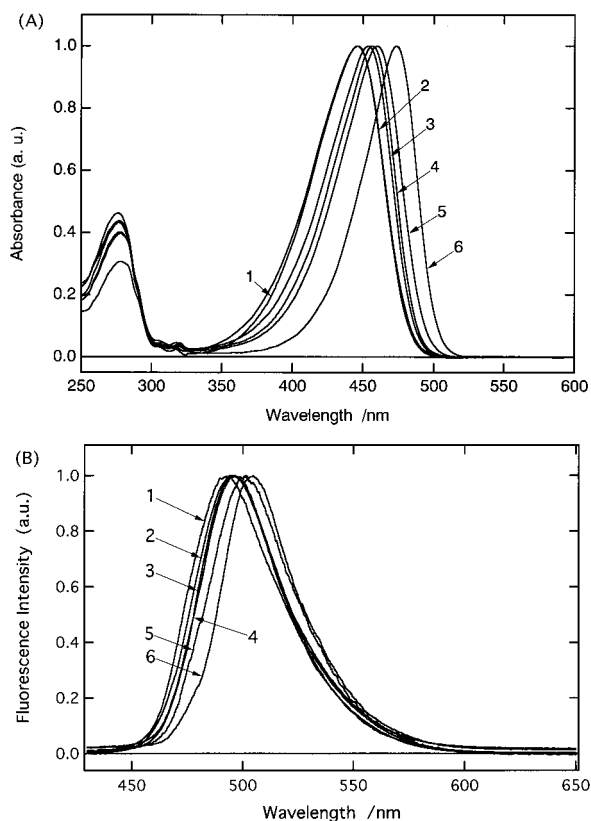 (A)
Absorbance (a. u.)
1.0
0.8
0.6
0.4
0.2
0.0
1
2
3
4
5
6
250 300 350 400 450 500 550 600
Wavelength /nm
(B)
Fluorescence Intensity (a.u.)
1.0
0.8
0.6
0.4
0.2
0.0
1
2
3
5 4
6
450 500 550 600 650
Wavelength /nm